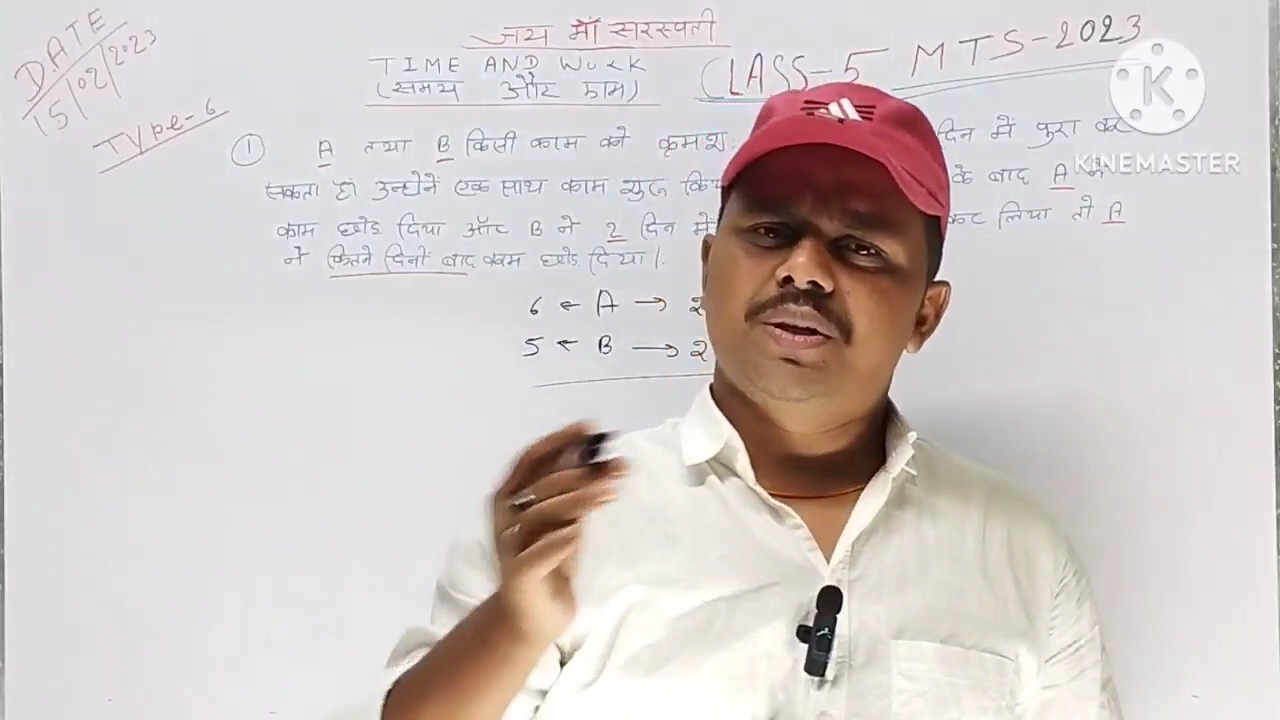 जय माँ सरस्वती
DATE
15/02/2023
TIME AND WORK
(समय और काम)
CLASS-5 MTS-2023
Type-6
KINEMASTER
① A तथा B किसी काम को क्रमशः दिन में पुरा कर
सकता हा उन्होनें एक साथ काम शुरू के बाद A ने
काम छोड दिया और B ने 2 दिन में कर लिया तो A
ने कितने दिनों बाद काम छोड दिया।
6 ← A → 2
5 ← B → 2